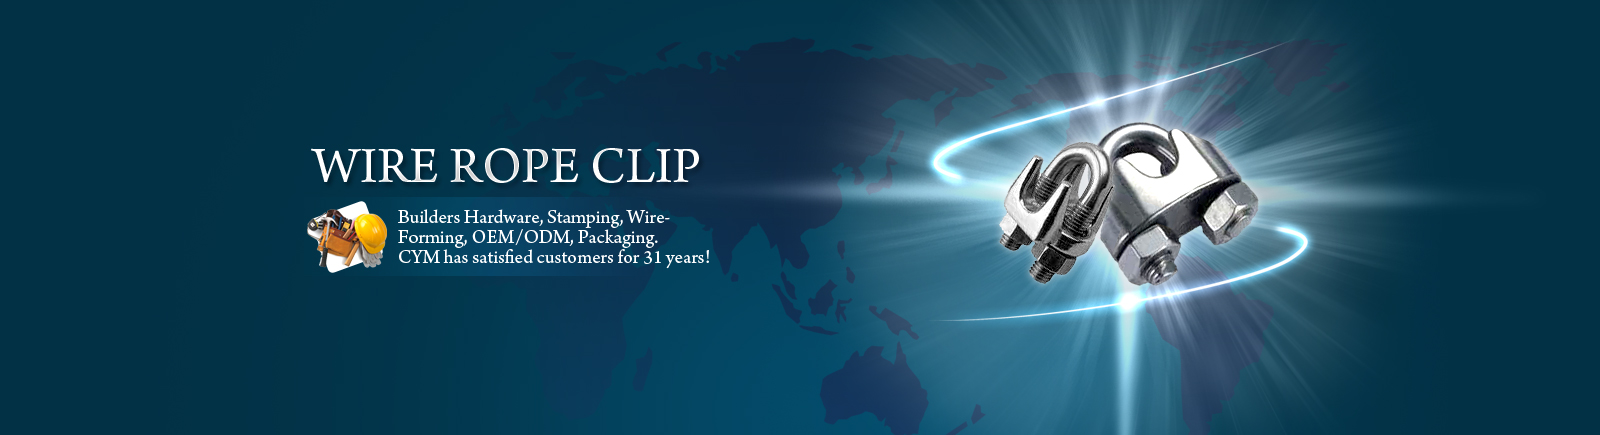 WIRE ROPE CLIP
Builders Hardware, Stamping, Wire-
Forming, OEM/ODM, Packaging.
CYM has satisfied customers for 31 years!